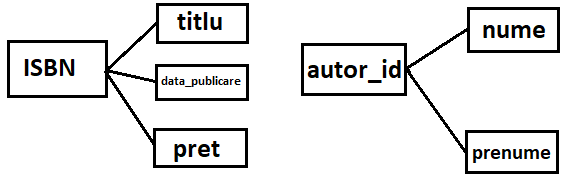 ISBN
titlu
data_publicare
pret
autor_id
nume
prenume